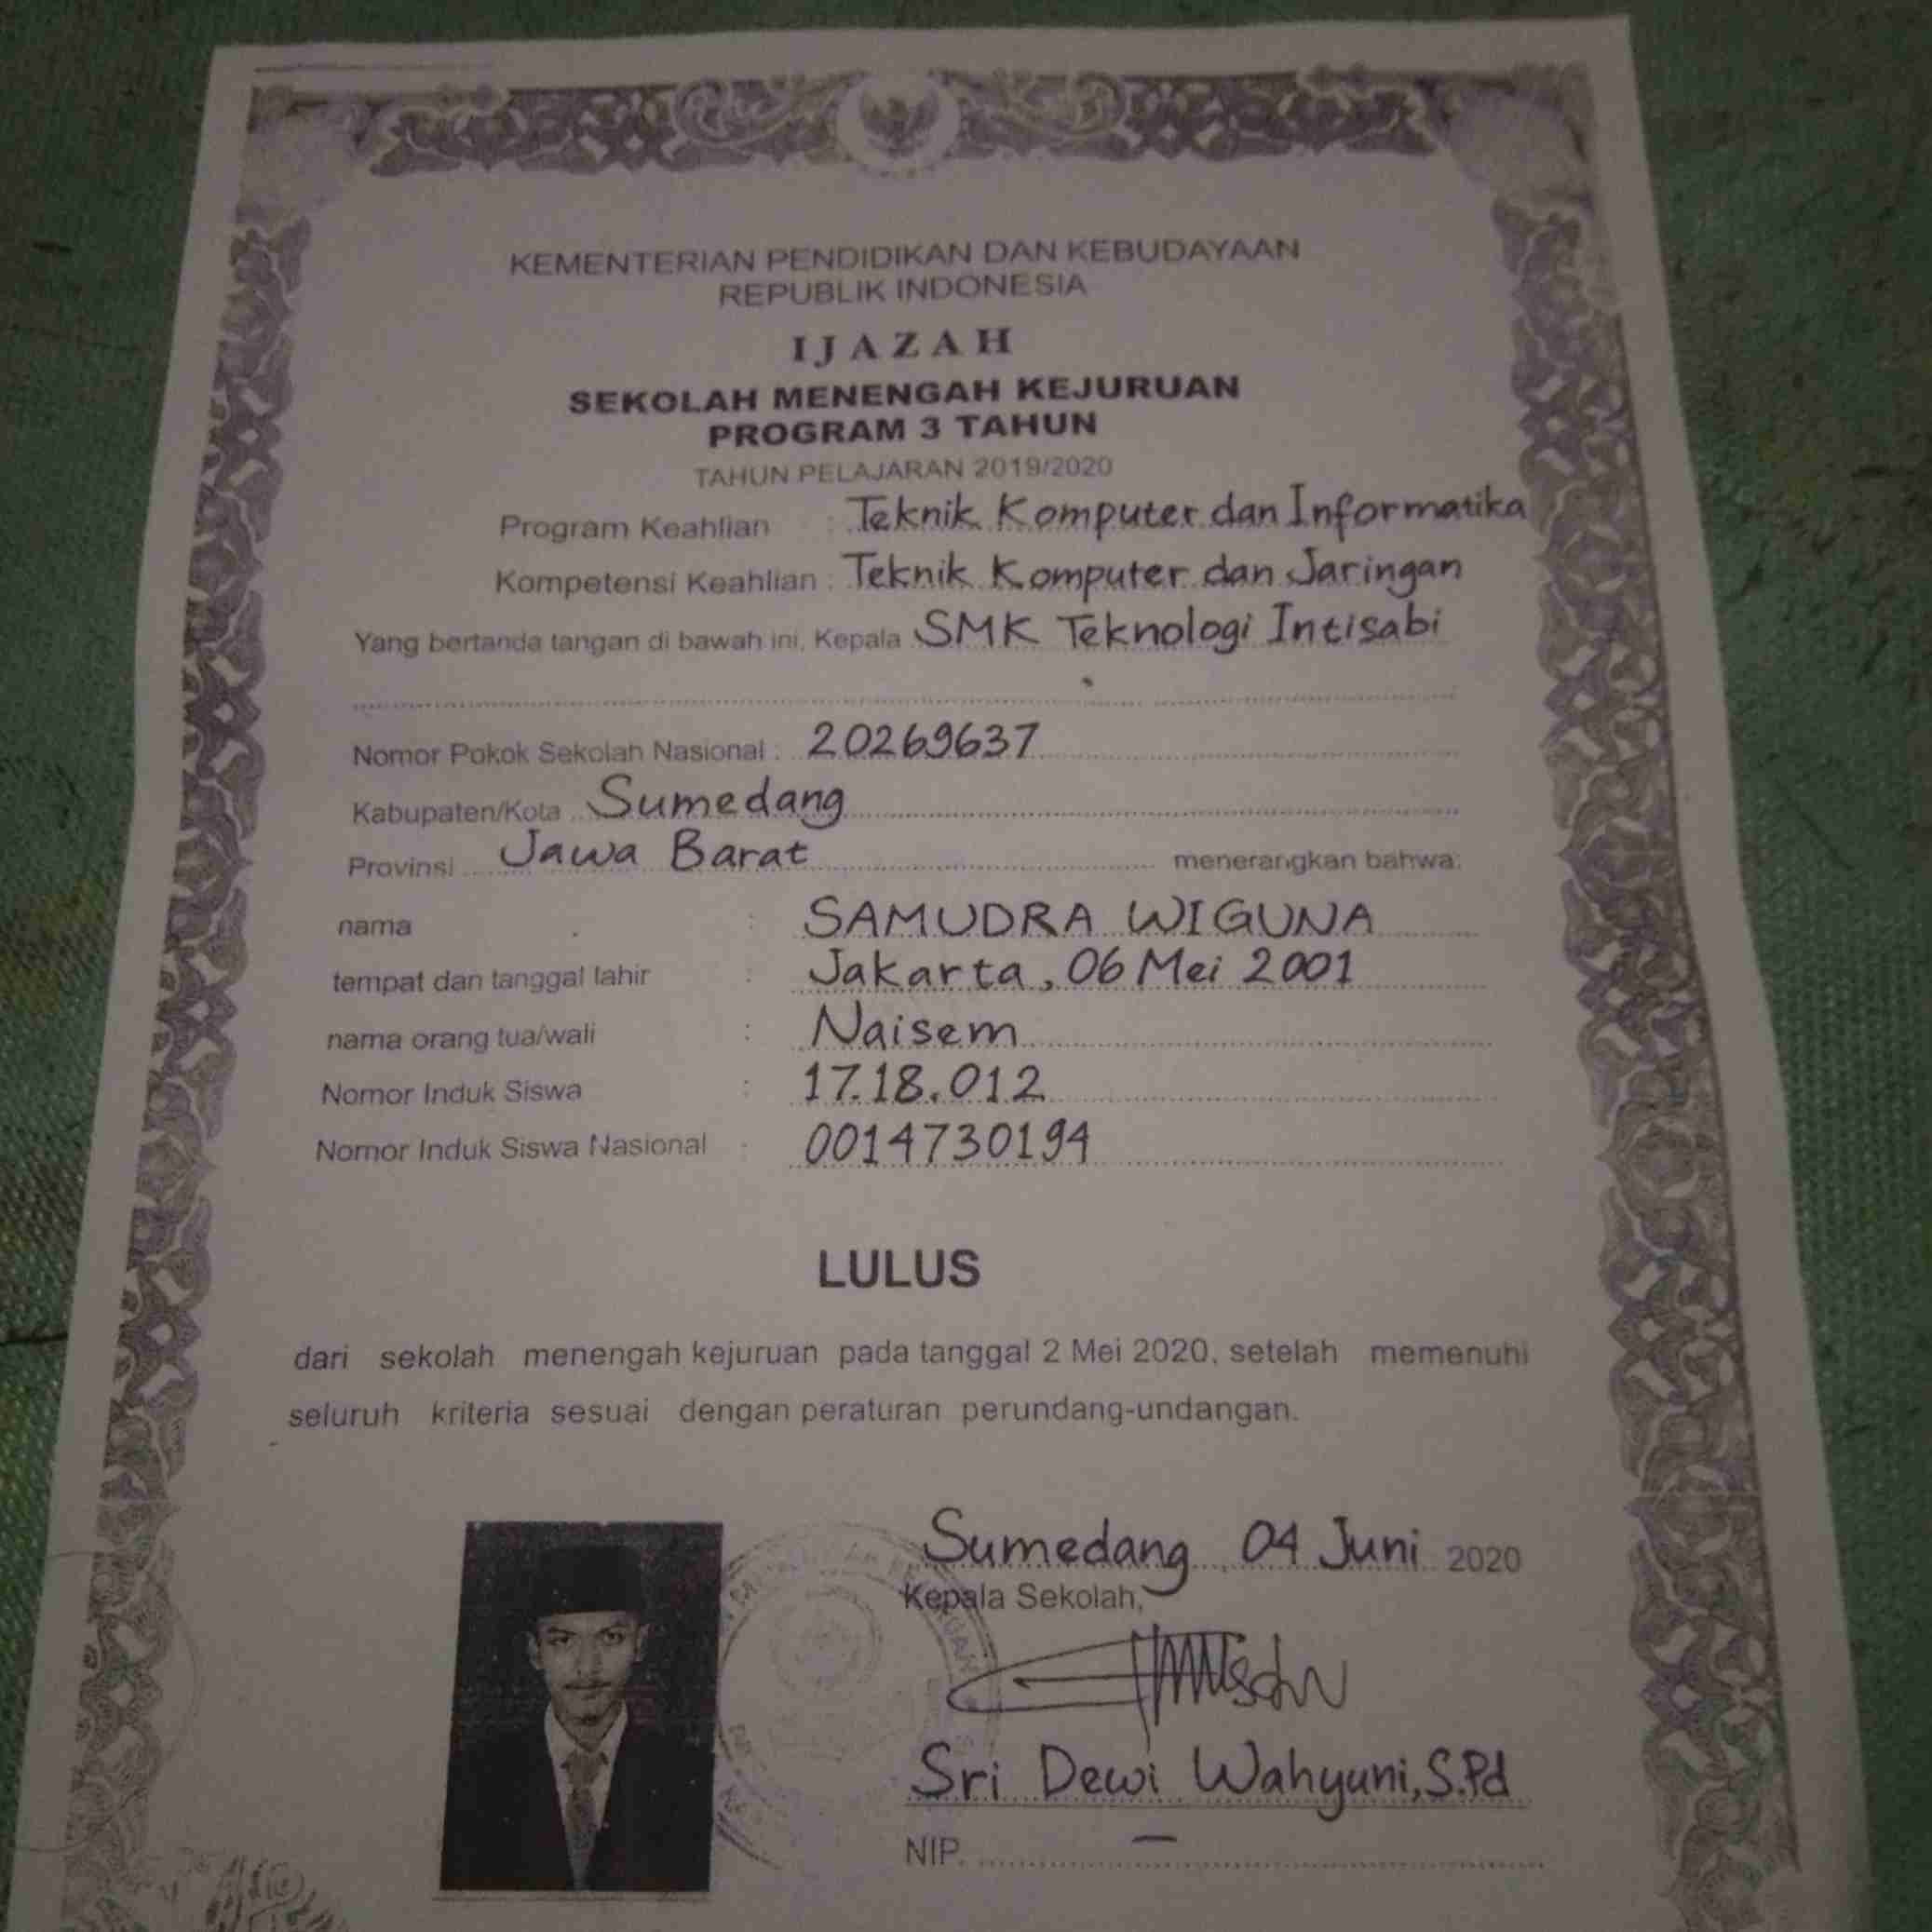 KEMENTERIAN PENDIDIKAN DAN KEBUDAYAAN
REPUBLIK INDONESIA
IJAZAH
SEKOLAH MENENGAH KEJURUAN
PROGRAM 3 TAHUN
TAHUN PELAJARAN 2019/2020
Program Keahlian : Teknik Komputer dan Informatika
Kompetensi Keahlian : Teknik Komputer dan Jaringan
Yang bertanda tangan di bawah ini, Kepala SMK Teknologi Intisabi
Nomor Pokok Sekolah Nasional : 20269637
Kabupaten/Kota Sumedang
Provinsi Jawa Barat menerangkan bahwa:
nama : SAMUDRA WIGUNA
tempat dan tanggal lahir : Jakarta, 06 Mei 2001
nama orang tua/wali : Naisem
Nomor Induk Siswa : 17.18.012
Nomor Induk Siswa Nasional : 0014730194
LULUS
dari sekolah menengah kejuruan pada tanggal 2 Mei 2020, setelah memenuhi
seluruh kriteria sesuai dengan peraturan perundang-undangan.
Sumedang, 04 Juni 2020
Kepala Sekolah,
Sri Dewi Wahyuni, S.Pd
NIP. –